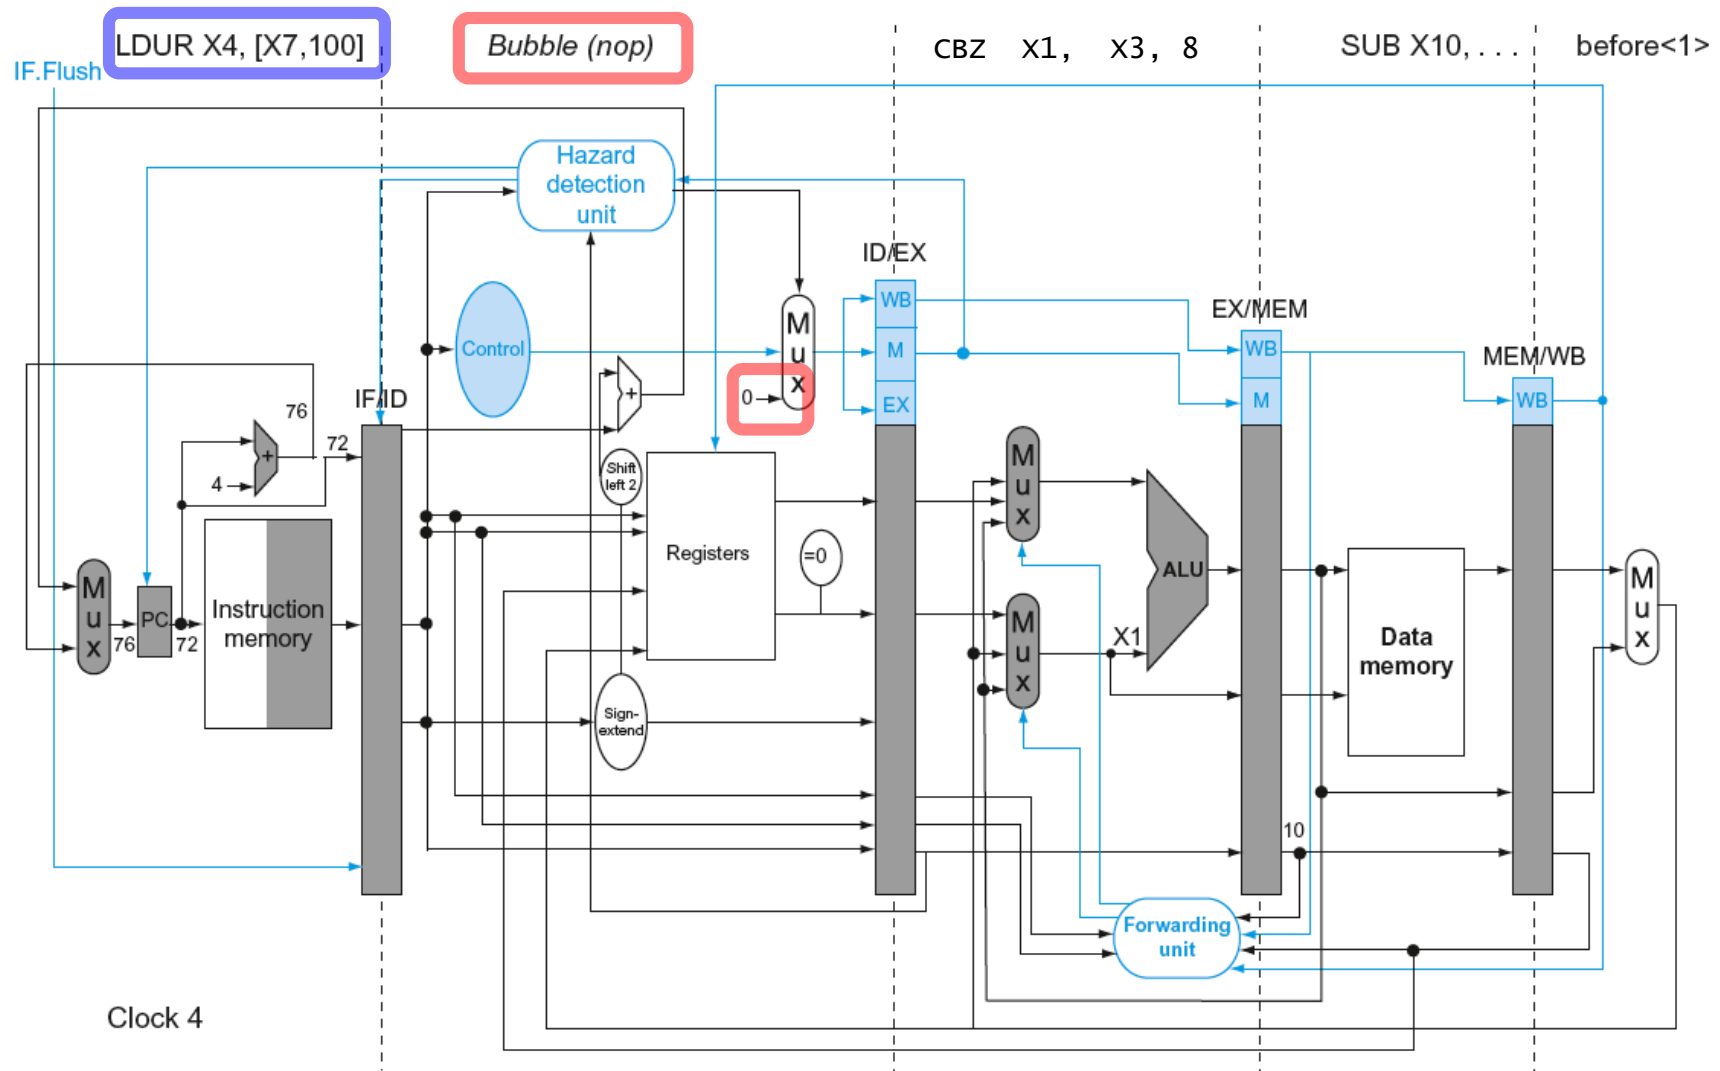 LDUR X4, [X7,100]
Bubble (nop)
CBZ X1, X3, 8
SUB X10, . . .
before<1>
IF.Flush
Hazard
detection
unit
ID/EX
WB
M
EX
Control
M
u
x
0
EX/MEM
WB
M
MEM/WB
WB
IF/ID
76
72
4
+
+
Shift
left 2
M
u
x
76
PC
72
Instruction
memory
Registers
=0
Sign-
extend
M
u
x
M
u
x
X1
ALU
Data
memory
M
u
x
10
Forwarding
unit
Clock 4